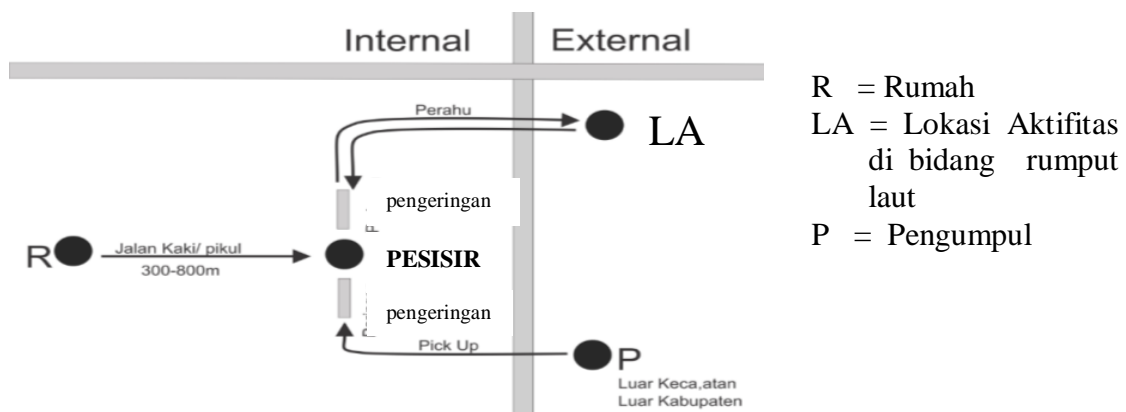 Internal
External
Perahu
LA
pengeringan
R
Jalan Kaki/ pikul
300-800m
PESISIR
pengeringan
Pick Up
P
Luar Keca,atan
Luar Kabupaten
R = Rumah
LA = Lokasi Aktifitas
di bidang rumput
laut
P = Pengumpul